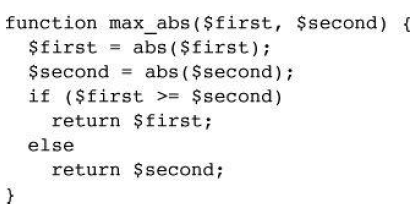 function max_abs($first, $second) {
  $first = abs($first);
  $second = abs($second);
  if ($first >= $second)
    return $first;
  else
    return $second;
}